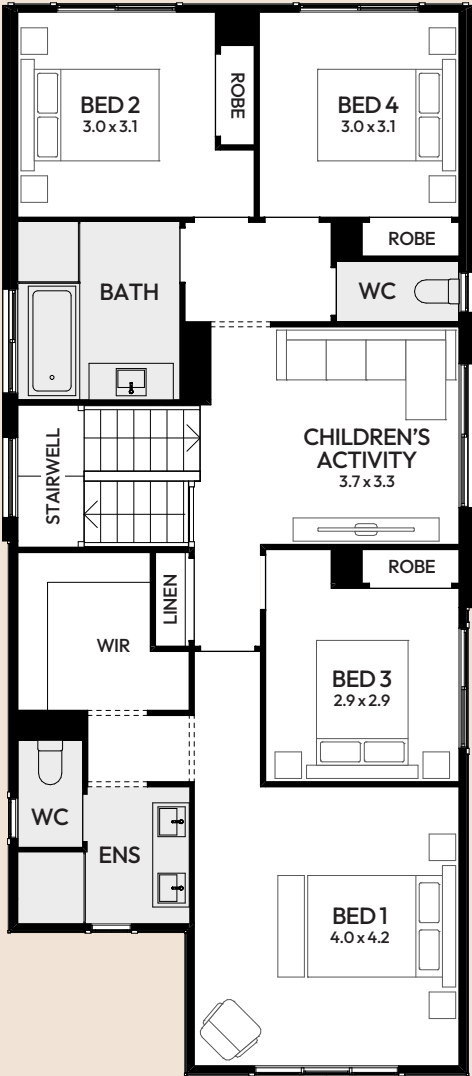 BED 2
3.0 x 3.1
ROBE
BED 4
3.0 x 3.1
ROBE
BATH
WC
CHILDREN'S
ACTIVITY
3.7 x 3.3
STAIRWELL
ROBE
LINEN
WIR
BED 3
2.9 x 2.9
WC
ENS
BED 1
4.0 x 4.2